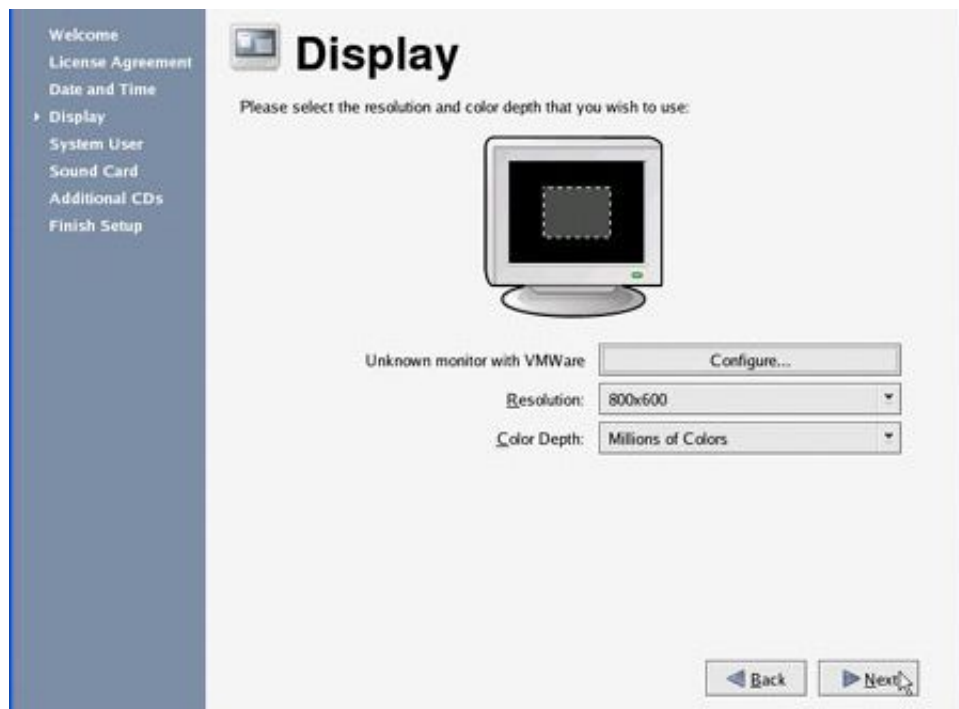 Welcome
License Agreement
Date and Time
Display
System User
Sound Card
Additional CDs
Finish Setup
Display
Please select the resolution and color depth that you wish to use:
Unknown monitor with VMWare
Configure...
Resolution:
800x600
Color Depth:
Millions of Colors
Back
Next